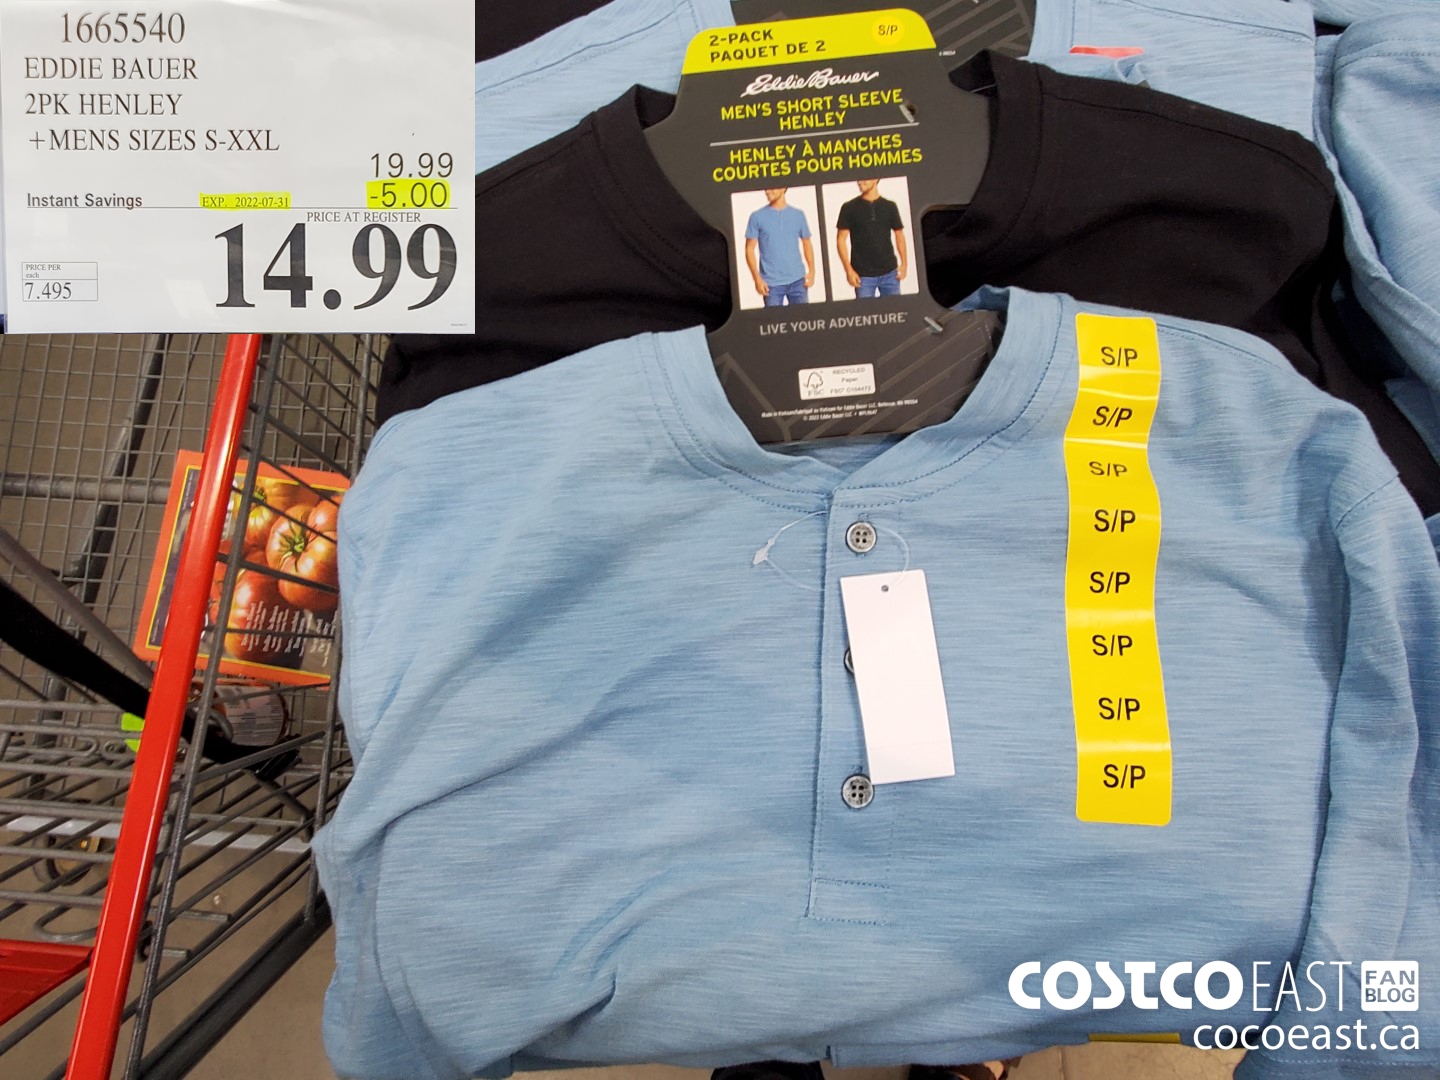 1665540
EDDIE BAUER
2PK HENLEY
+MENS SIZES S-XXL
19.99
Instant Savings EXP. 2022-07-31 -5.00
PRICE AT REGISTER
14.99
PRICE PER
each
7.495
2-PACK
PAQUET DE 2
S/P
Eddie Bauer
MEN'S SHORT SLEEVE
HENLEY
HENLEY À MANCHES
COURTES POUR HOMMES
LIVE YOUR ADVENTURE
FSC
RECYCLED
Paper
S/P
S/P
S/P
S/P
S/P
S/P
S/P
S/P
COSTCO EAST FAN BLOG
cocoeast.ca